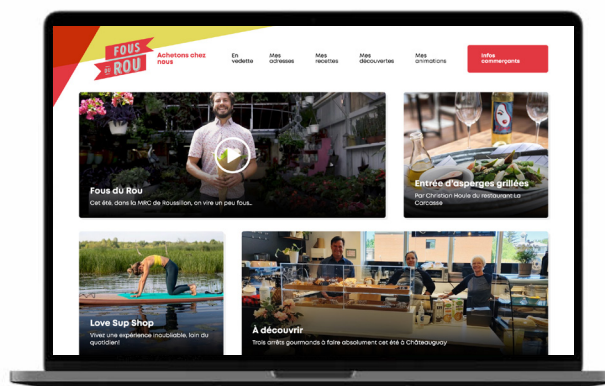 FOUS
DU
ROU
Achetons chez
nous
En
vedette
Mes
adresses
Mes
recettes
Mes
découvertes
Mes
animations
Infos
commerçants
Fous du Rou
Cet été, dans la MRC de Roussillon, on vire un peu fous...
Entrée d'asperges grillées
Par Christian Houle du restaurant La
Carcasse
Love Sup Shop
Vivez une expérience inoubliable, loin du
quotidien!
À découvrir
Trois arrêts gourmands à faire absolument cet été à Châteauguay